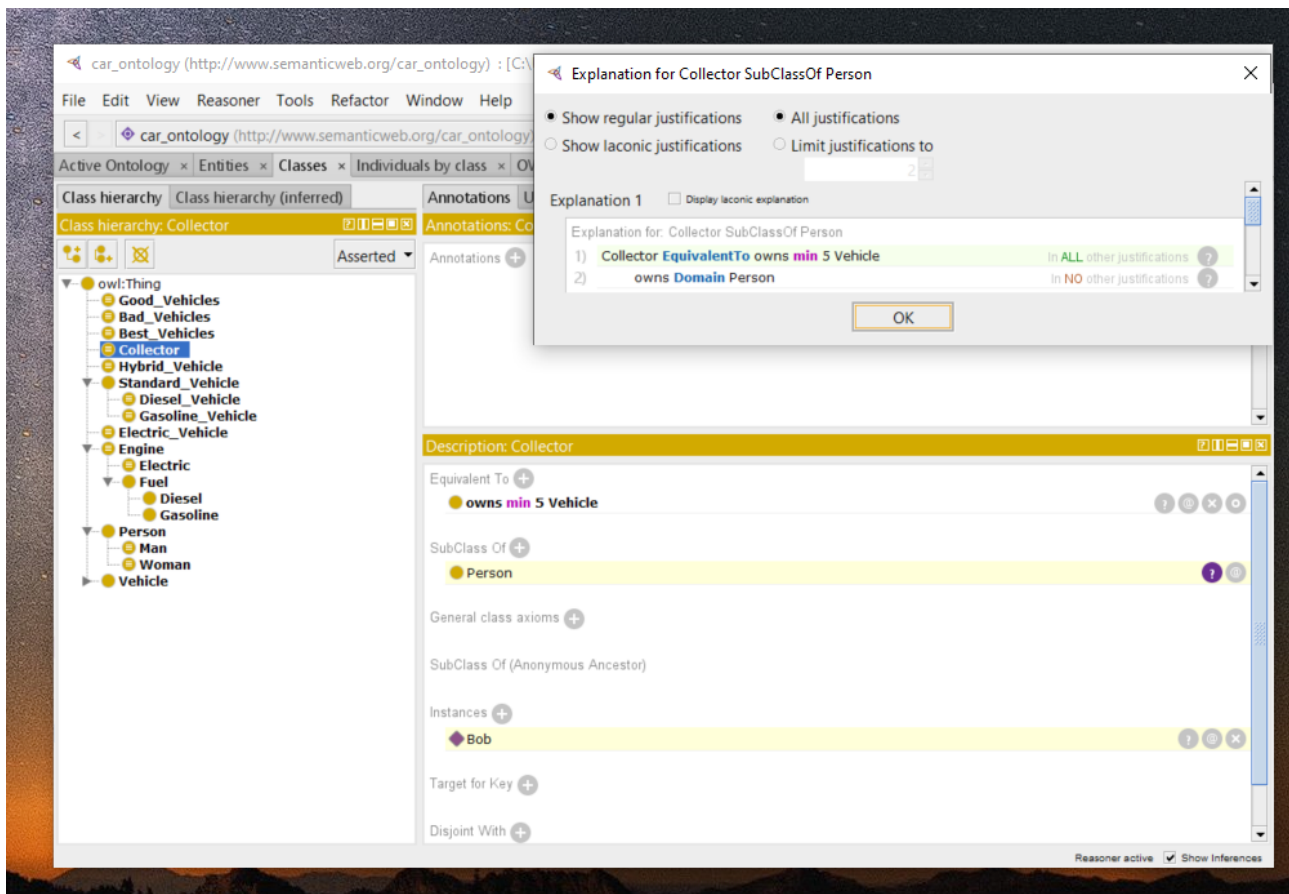 car_ontology (http://www.semanticweb.org/car_ontology) : [C:\
File Edit View Reasoner Tools Refactor Window Help
< > car_ontology (http://www.semanticweb.org/car_ontology)
Active Ontology × Entities × Classes × Individuals by class × OV
Class hierarchy Class hierarchy (inferred)
Class hierarchy: Collector
Asserted
owl:Thing
Good_Vehicles
Bad_Vehicles
Best_Vehicles
Collector
Hybrid_Vehicle
Standard_Vehicle
Diesel_Vehicle
Gasoline_Vehicle
Electric_Vehicle
Engine
Electric
Fuel
Diesel
Gasoline
Person
Man
Woman
Vehicle
Annotations U
Annotations: Co
Annotations
Explanation for Collector SubClassOf Person
Show regular justifications All justifications
Show laconic justifications Limit justifications to
2
Explanation 1 Display laconic explanation
Explanation for: Collector SubClassOf Person
1) Collector EquivalentTo owns min 5 Vehicle In ALL other justifications ?
2) owns Domain Person In NO other justifications ?
OK
Description: Collector
Equivalent To
owns min 5 Vehicle
SubClass Of
Person
General class axioms
SubClass Of (Anonymous Ancestor)
Instances
Bob
Target for Key
Disjoint With
Reasoner active Show Inferences